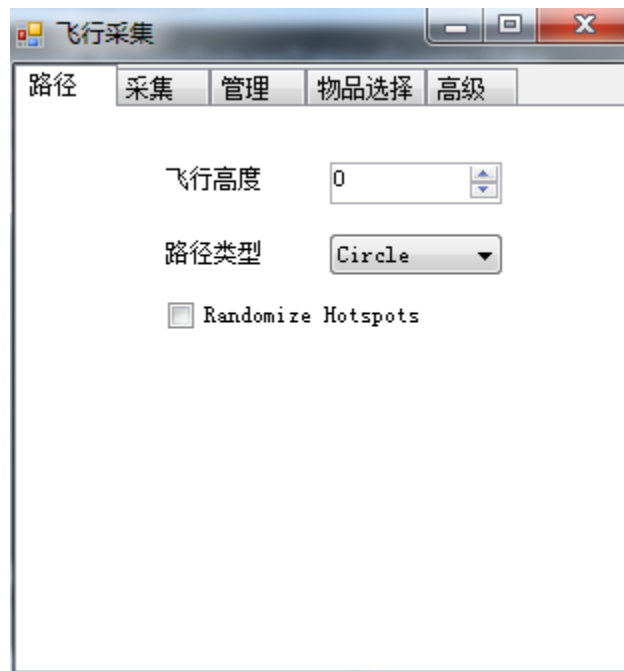 飞行采集
路径 采集 管理 物品选择 高级
飞行高度 0
路径类型 Circle
Randomize Hotspots